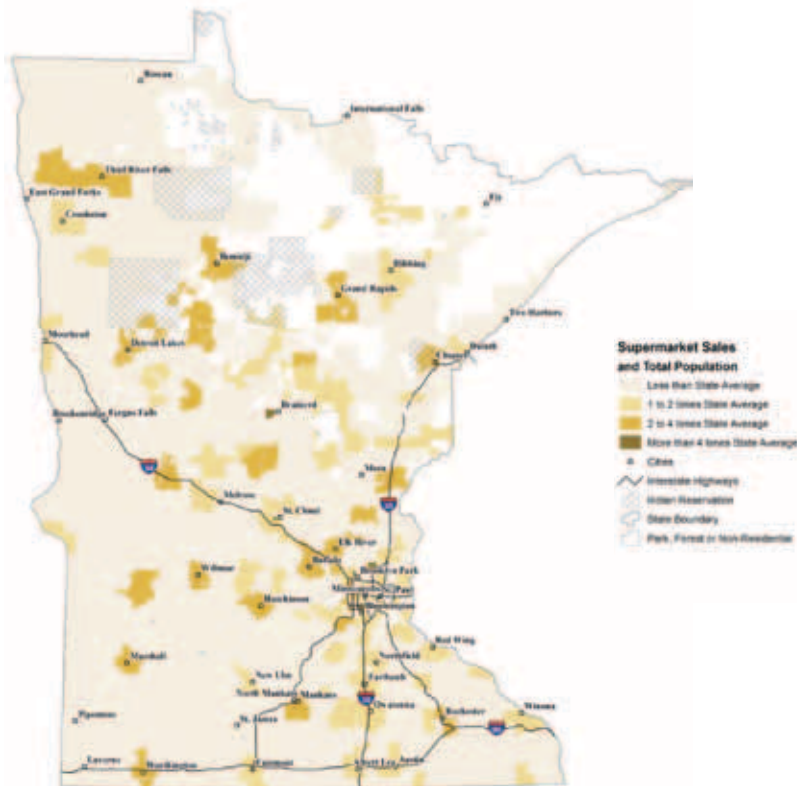 Roseau
International Falls
Thief River Falls
East Grand Forks
Crookston
Ely
Bemidji
Hibbing
Grand Rapids
Two Harbors
Moorhead
Detroit Lakes
Duluth
Brainerd
Fergus Falls
Mora
Melrose
St. Cloud
Elk River
Buffalo
Brooklyn Park
Willmar
Minneapolis
St. Paul
Hutchinson
Red Wing
Marshall
Northfield
New Ulm
Faribault
North Mankato
Mankato
Owatonna
Winona
Pipestone
St. James
Rochester
Luverne
Worthington
Fairmont
Albert Lea
Austin
Supermarket Sales
and Total Population
Less than State Average
1 to 2 times State Average
2 to 4 times State Average
More than 4 times State Average
Cities
Interstate Highways
Indian Reservation
State Boundary
Park, Forest or Non-Residential